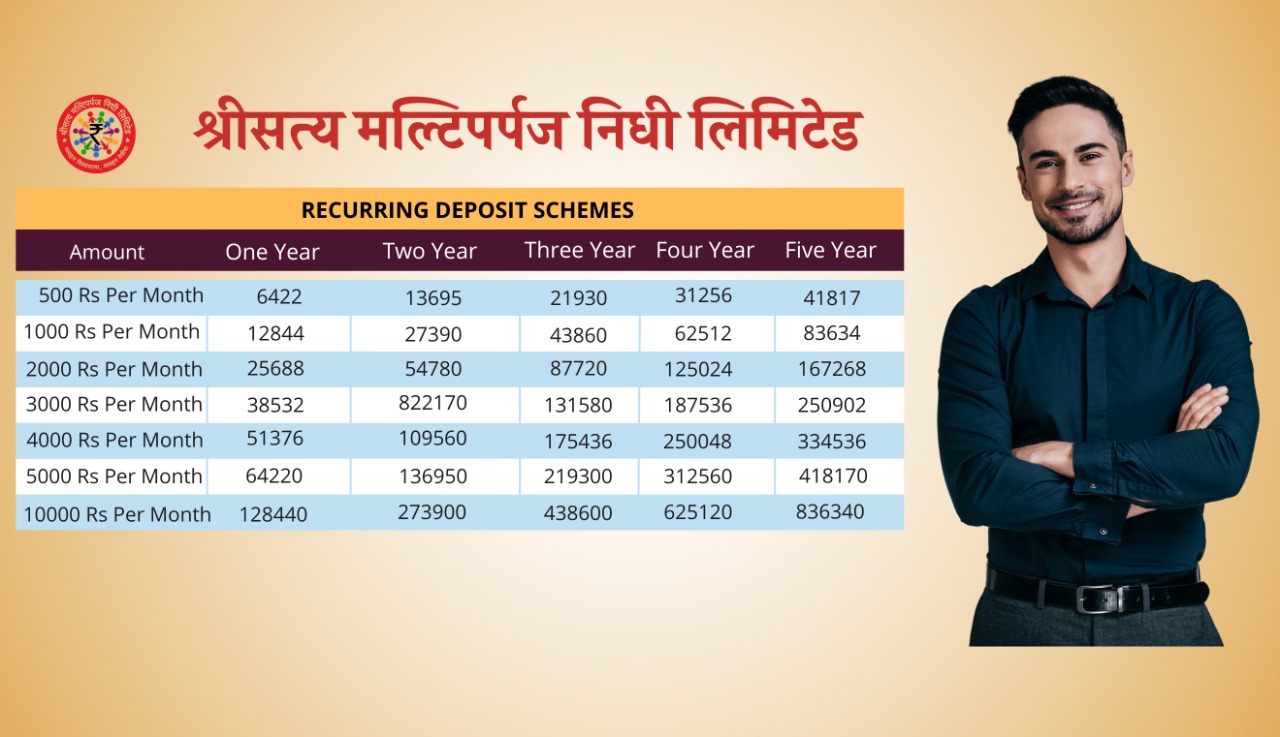 श्रीसत्य मल्टिपर्पज निधी लिमिटेड
श्रीसत्य मल्टिपर्पज निधी लिमिटेड
₹
RECURRING DEPOSIT SCHEMES
Amount One Year Two Year Three Year Four Year Five Year
500 Rs Per Month 6422 13695 21930 31256 41817
1000 Rs Per Month 12844 27390 43860 62512 83634
2000 Rs Per Month 25688 54780 87720 125024 167268
3000 Rs Per Month 38532 822170 131580 187536 250902
4000 Rs Per Month 51376 109560 175436 250048 334536
5000 Rs Per Month 64220 136950 219300 312560 418170
10000 Rs Per Month 128440 273900 438600 625120 836340